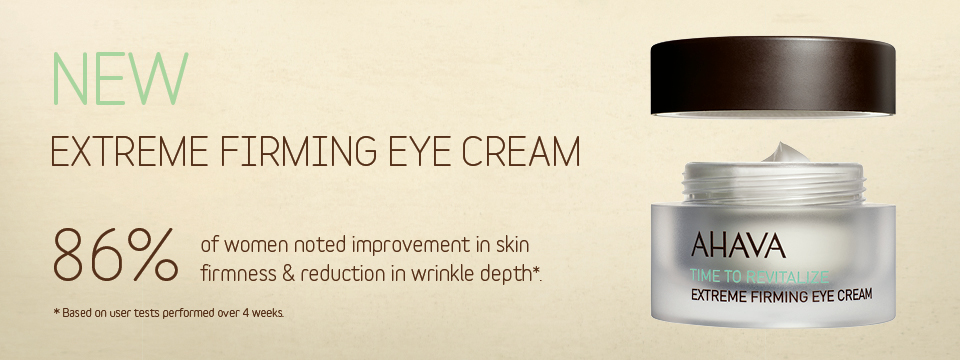 NEW
EXTREME FIRMING EYE CREAM
86% of women noted improvement in skin
firmness & reduction in wrinkle depth*.
* Based on user tests performed over 4 weeks.
AHAVA
TIME TO REVITALIZE
EXTREME FIRMING EYE CREAM